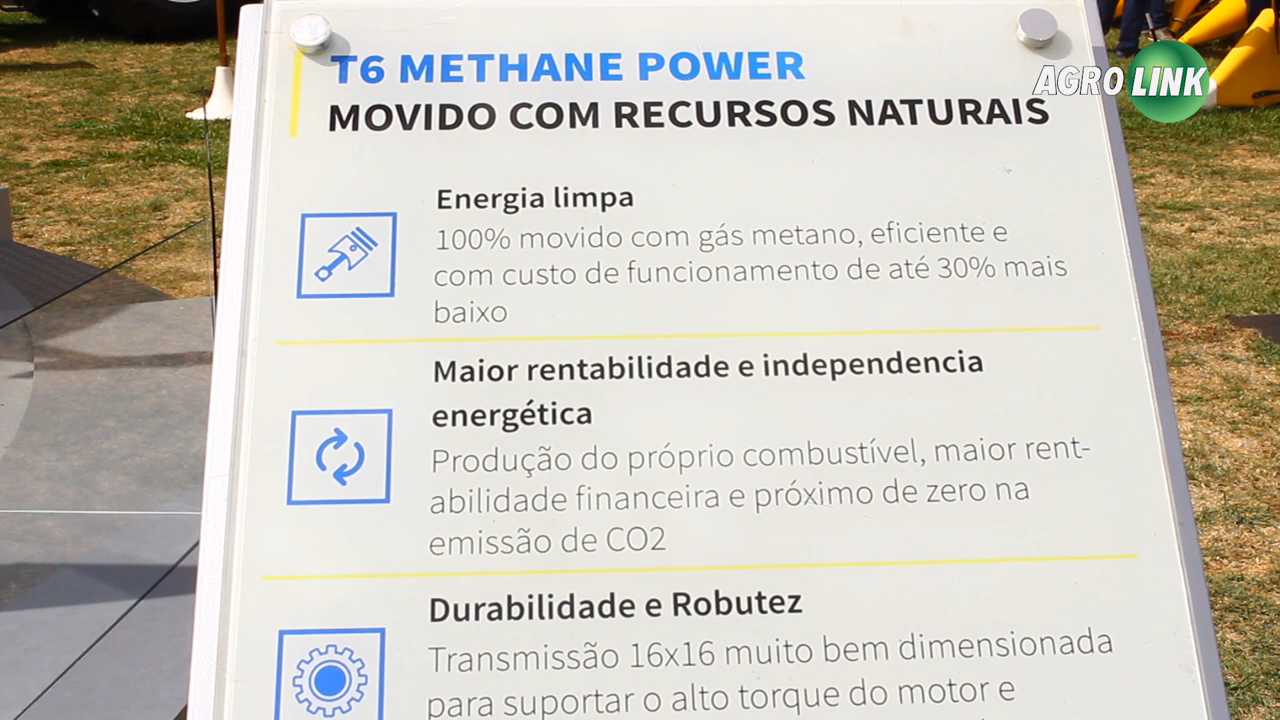 T6 METHANE POWER
MOVIDO COM RECURSOS NATURAIS
AGROLINK
Energia limpa
100% movido com gás metano, eficiente e
com custo de funcionamento de até 30% mais
baixo
Maior rentabilidade e independencia
energética
Produção do próprio combustível, maior rent-
abilidade financeira e próximo de zero na
emissão de CO2
Durabilidade e Robutez
Transmissão 16x16 muito bem dimensionada
para suportar o alto torque do motor e